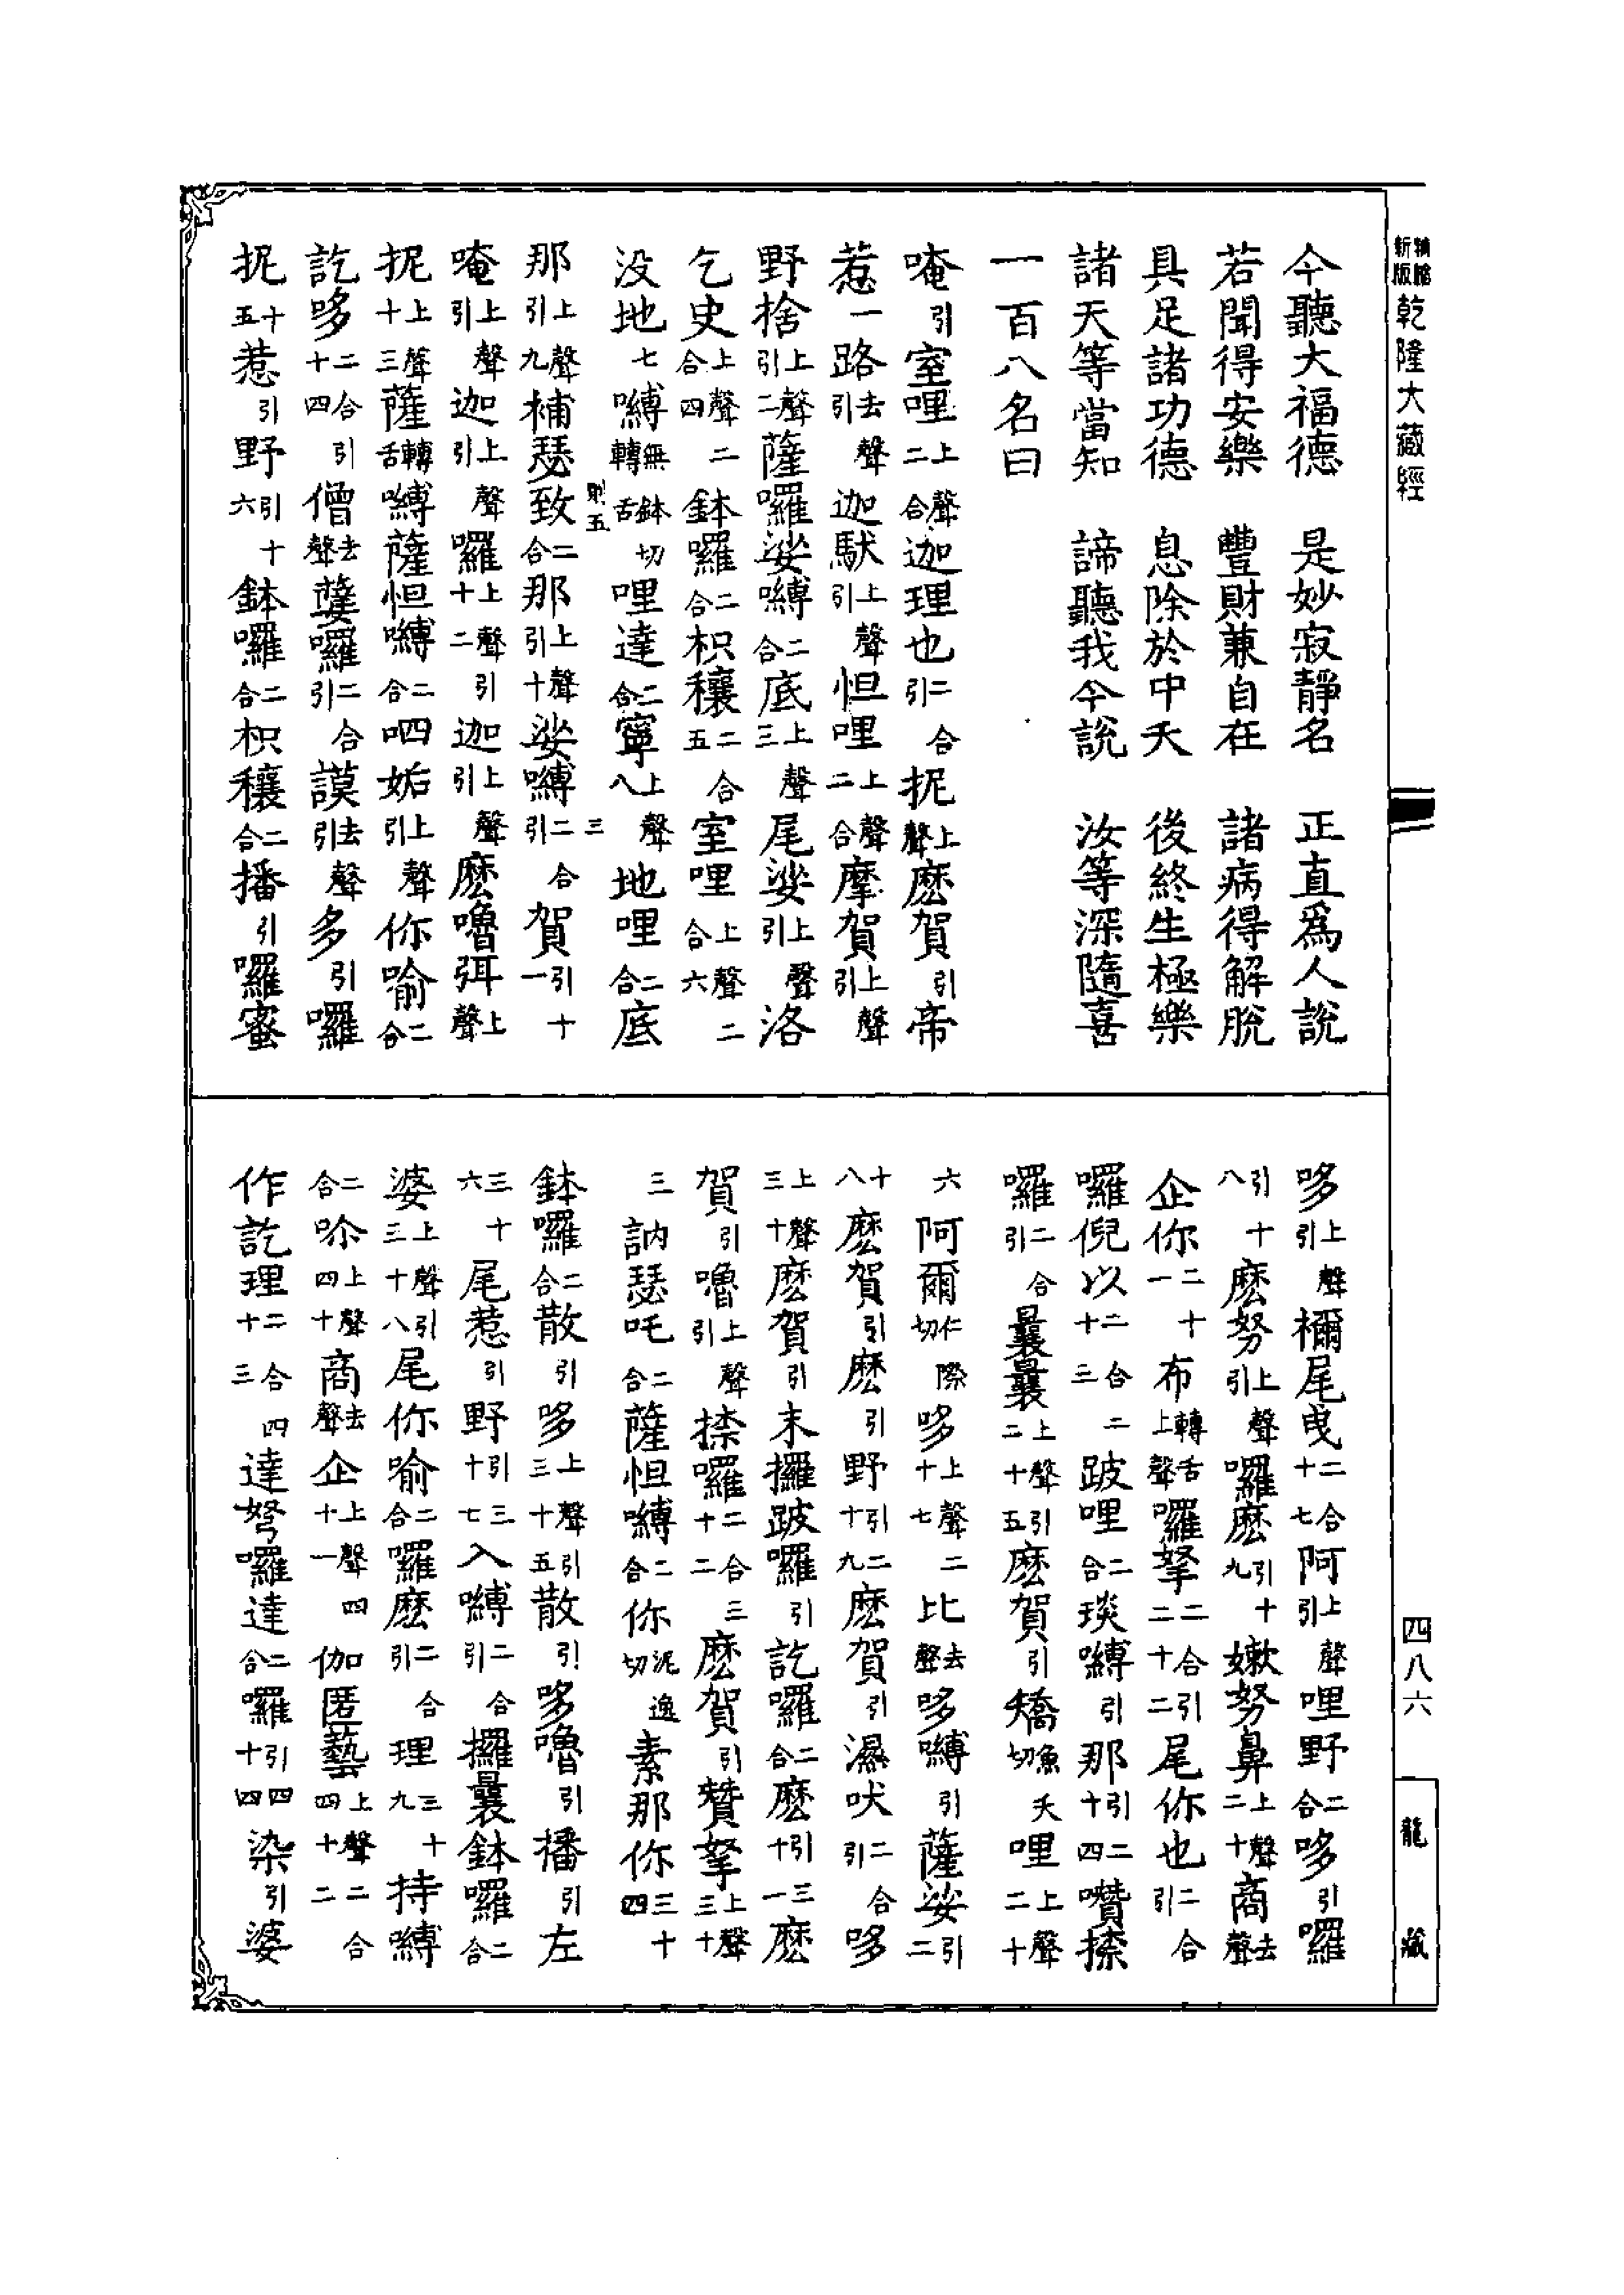 新版精縮乾隆大藏經
今聽大福德　是妙寂靜名　正直爲人說
若聞得安樂　豐財兼自在　諸病得解脫
具足諸功德　息除於中夭　後終生極樂
諸天等當知　諦聽我今說　汝等深隨喜
一百八名曰
唵引室哩上聲二合迦理也二合引抳上聲麽賀引帝
惹一路去聲引迦馱上聲引怛哩上聲二合摩賀上聲引
野捨上聲引二薩囉娑嚩二合底上聲三尾娑上聲引洛
乞史上聲二合四鉢囉二合枳穰二合五室哩上聲二合六
没地七嚩無鉢切轉舌哩達二合寧上聲八地哩二合底
則五　三
那上聲引九補瑟致二合那上聲引十娑嚩二合引賀引十一
唵上聲引迦上聲引囉上聲引十二迦上聲引麽嚕弭上聲
抳上聲十三薩轉舌嚩薩怛嚩二合呬妬上聲引你喻二合
訖哆二合引十四僧去聲蘡囉二合引謨去聲引多引囉
抳十五惹引野引十六鉢囉二合枳穰二合播引囉蜜
哆上聲引禰尾曳二合十七阿上聲引哩野二合哆引囉
引十八麽努上聲引囉麽引十九嫩努鼻上聲二十商去聲
企你二十一布轉舌上聲囉拏二合引二十二尾你也二合引
囉倪以二合二十三跛哩二合琰嚩引那引二十四囋捺
囉二合引曩曩上聲引二十五麽賀引矯魚夭切哩上聲二十
六阿爾仁際切哆上聲二十七比去聲哆嚩引薩娑引二
十八麽賀引麽引野引二十九麽賀引濕吠二合引哆
上聲三十麽賀引末攞跛囉引訖囉二合麽引三十一麽
賀引嚕上聲引捺囉二合三十二麽賀引贊拏上聲三十
三訥瑟吒二合薩怛嚩二合你泥逸切素那你三十四
鉢囉二合散引哆上聲引三十五散引哆嚕引播引左
三十六尾惹引野引三十七入嚩二合引攞曩鉢囉二合
婆上聲引三十八尾你喻二合囉麽二合引理三十九持嚩
二合吤上聲四十商去聲企上聲四十一伽匿藝上聲二合四十二
作訖理二合四十三達弩囉達二合囉引四十四染引婆
四八六
龍藏